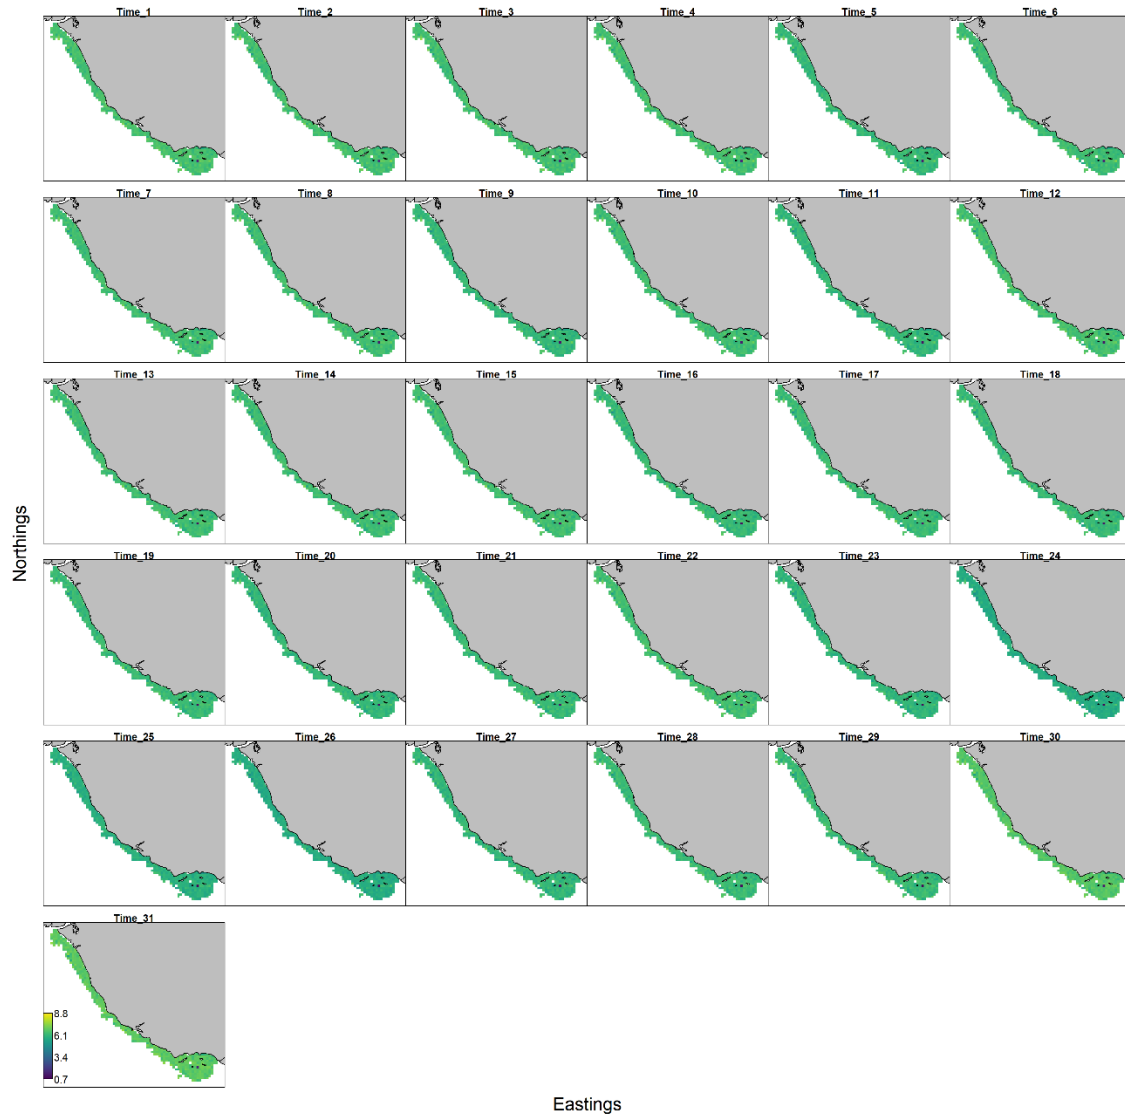 Time_1 Time_2 Time_3 Time_4 Time_5 Time_6
Time_7 Time_8 Time_9 Time_10 Time_11 Time_12
Time_13 Time_14 Time_15 Time_16 Time_17 Time_18
Northings
Time_19 Time_20 Time_21 Time_22 Time_23 Time_24
Time_25 Time_26 Time_27 Time_28 Time_29 Time_30
Time_31
8.8
6.1
3.4
0.7
Eastings